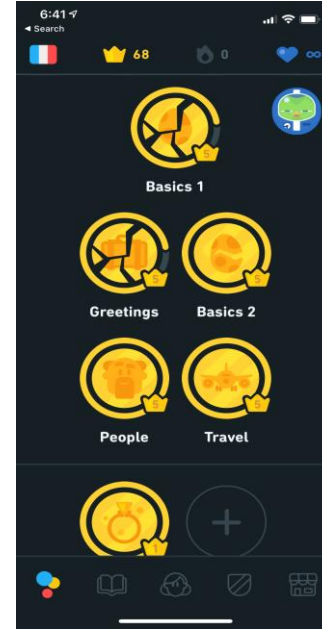 6:41
◀ Search
68
0
∞
5
Basics 1
5
5
Greetings
Basics 2
5
5
People
Travel
1